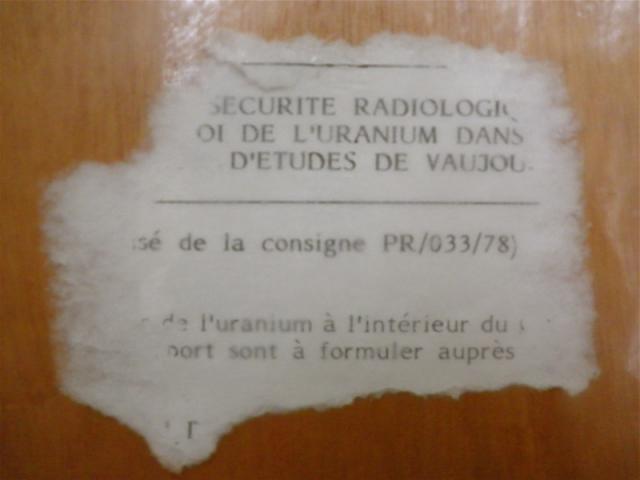 SECURITE RADIOLOGIQ
OI DE L'URANIUM DANS
D'ETUDES DE VAUJOU
sé de la consigne PR/033/78)
de l'uranium à l'intérieur du
port sont à formuler auprès